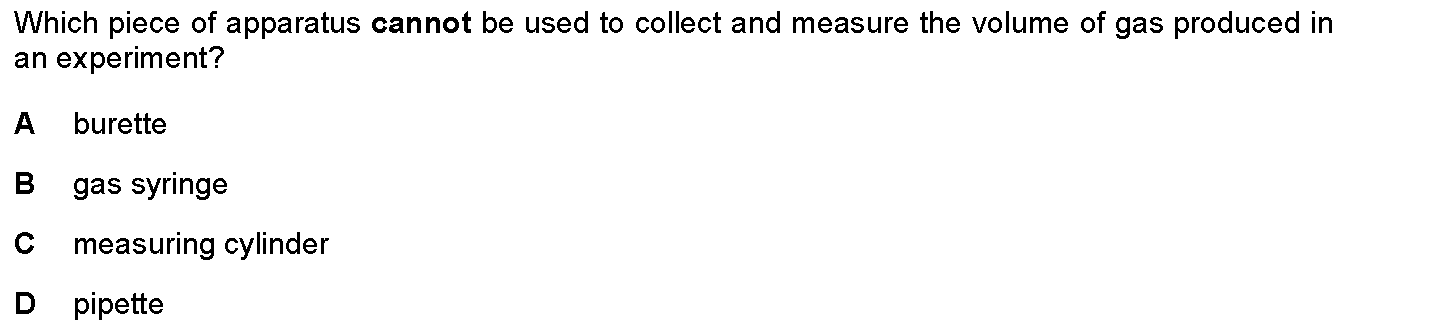 Which piece of apparatus cannot be used to collect and measure the volume of gas produced in
an experiment?
A burette
B gas syringe
C measuring cylinder
D pipette